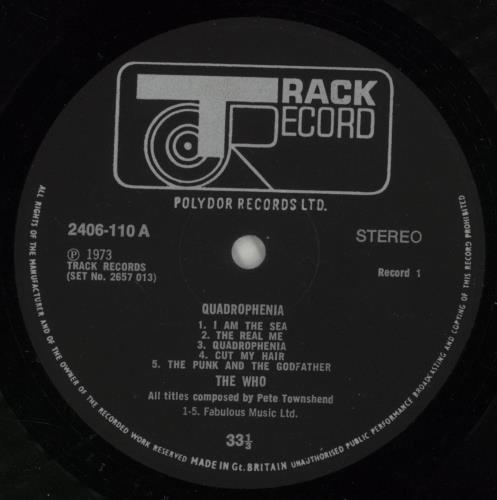 TRACK
RECORD
POLYDOR RECORDS LTD.
2406-110 A
STEREO
℗ 1973
TRACK RECORDS
(SET No. 2657 013)
Record 1
QUADROPHENIA
1. I AM THE SEA
2. THE REAL ME
3. QUADROPHENIA
4. CUT MY HAIR
5. THE PUNK AND THE GODFATHER
THE WHO
All titles composed by Pete Townshend
1-5. Fabulous Music Ltd.
33⅓
ALL RIGHTS OF THE MANUFACTURER AND OF THE OWNER OF THE RECORDED WORK RESERVED MADE IN Gt. BRITAIN UNAUTHORISED PUBLIC PERFORMANCE BROADCASTING AND COPYING OF THIS RECORD PROHIBITED